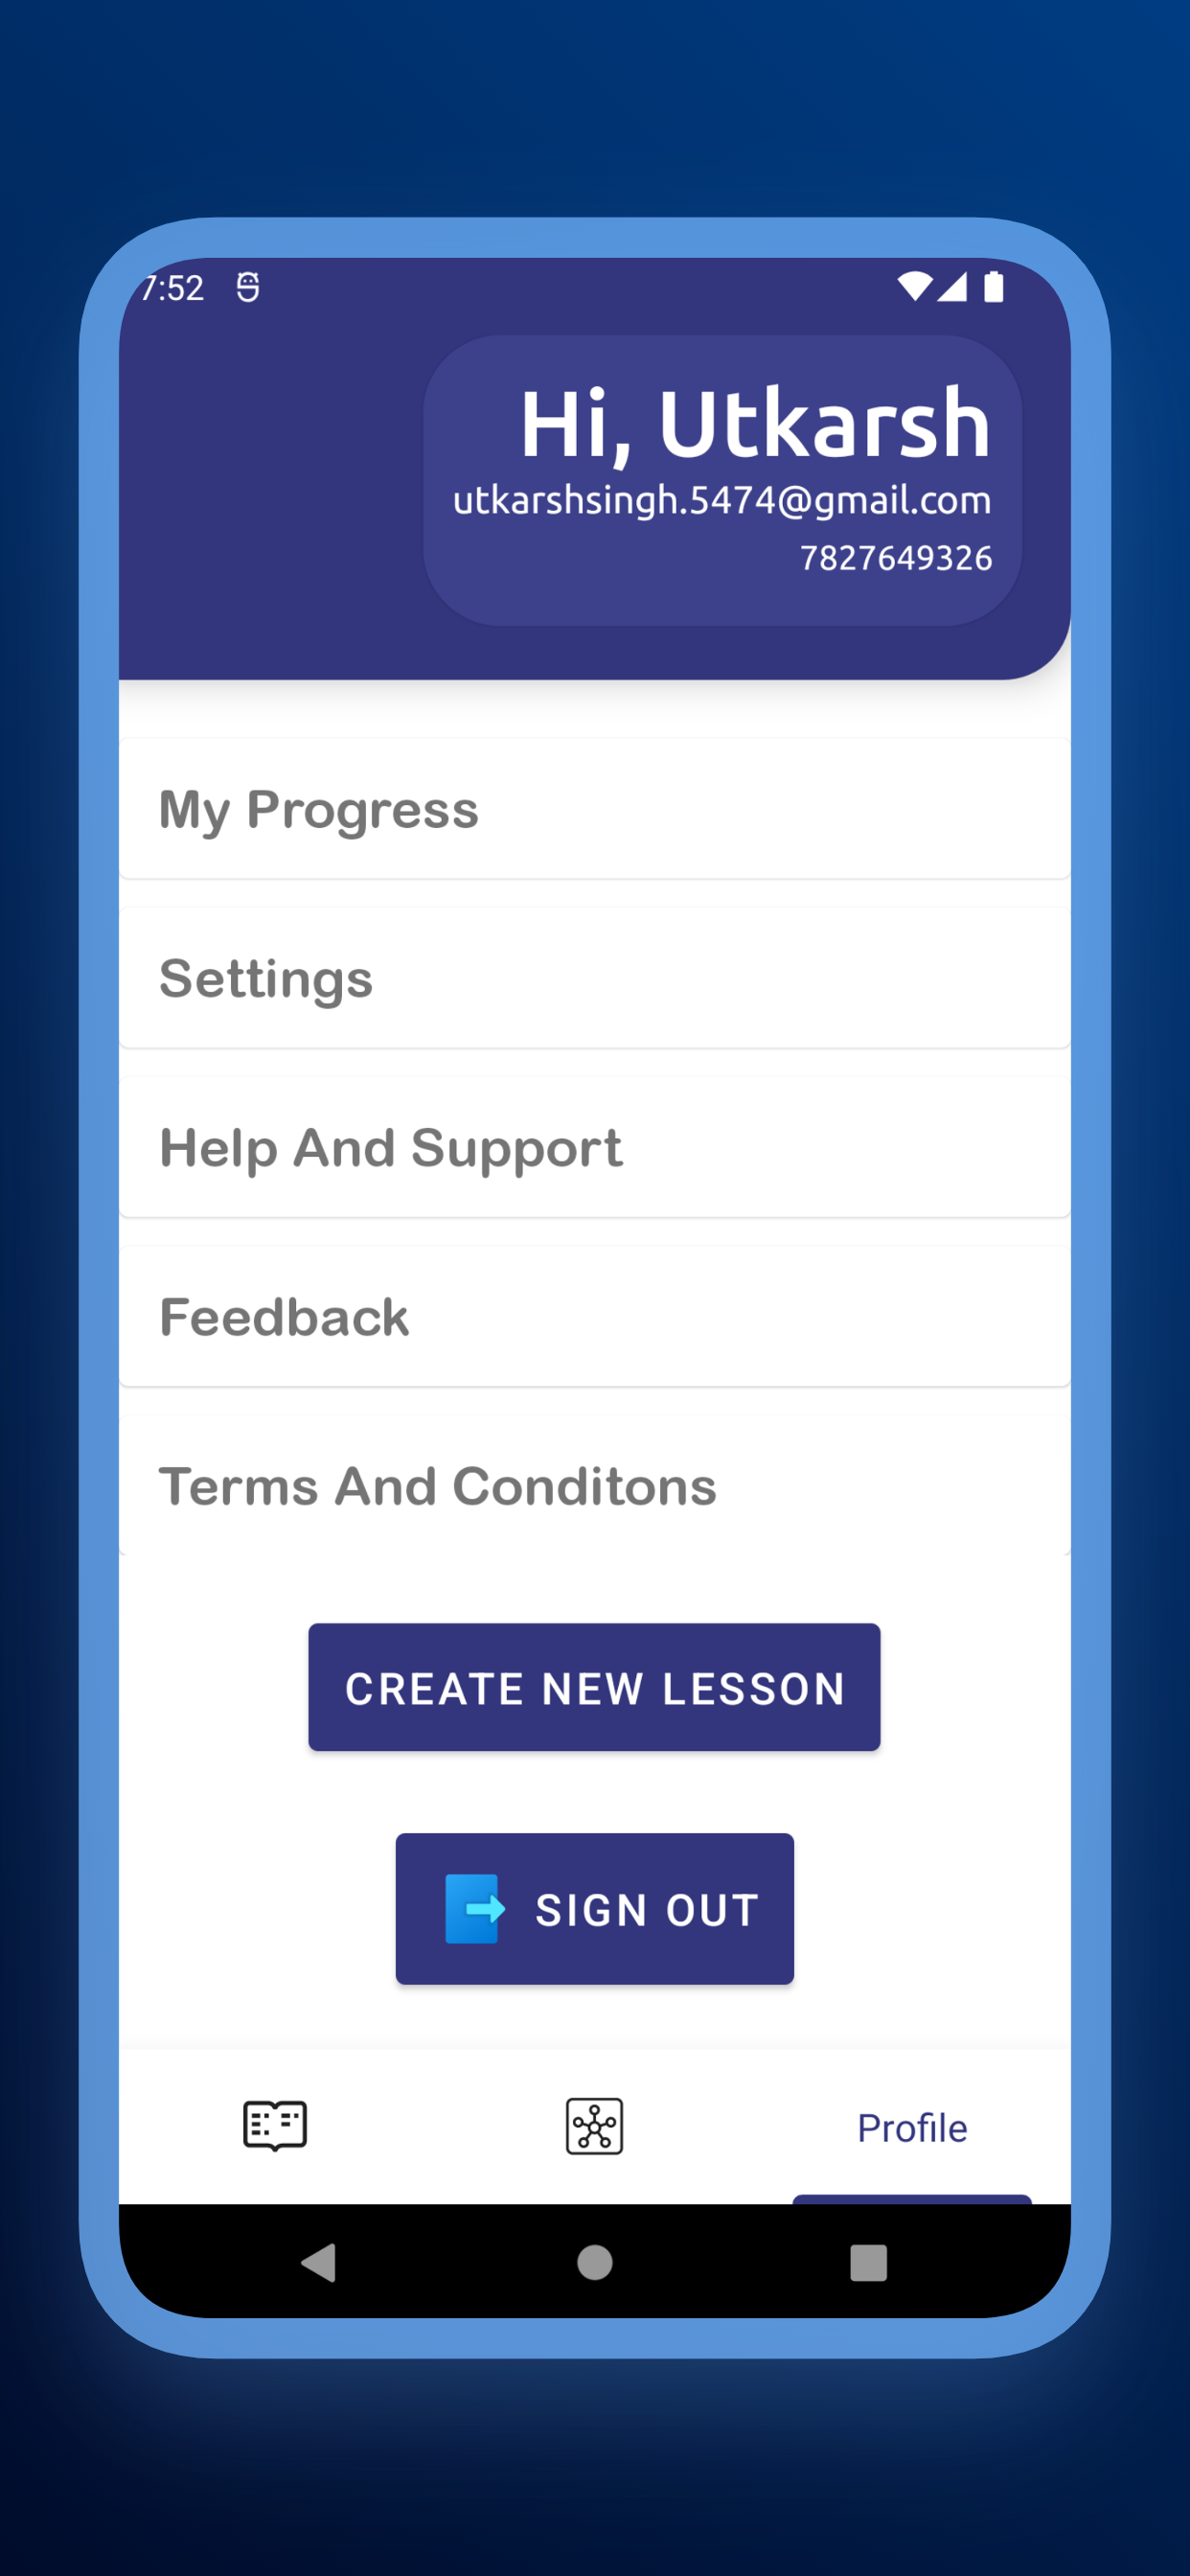 7:52
Hi, Utkarsh
utkarshsingh.5474@gmail.com
7827649326
My Progress
Settings
Help And Support
Feedback
Terms And Conditons
CREATE NEW LESSON
SIGN OUT
Profile